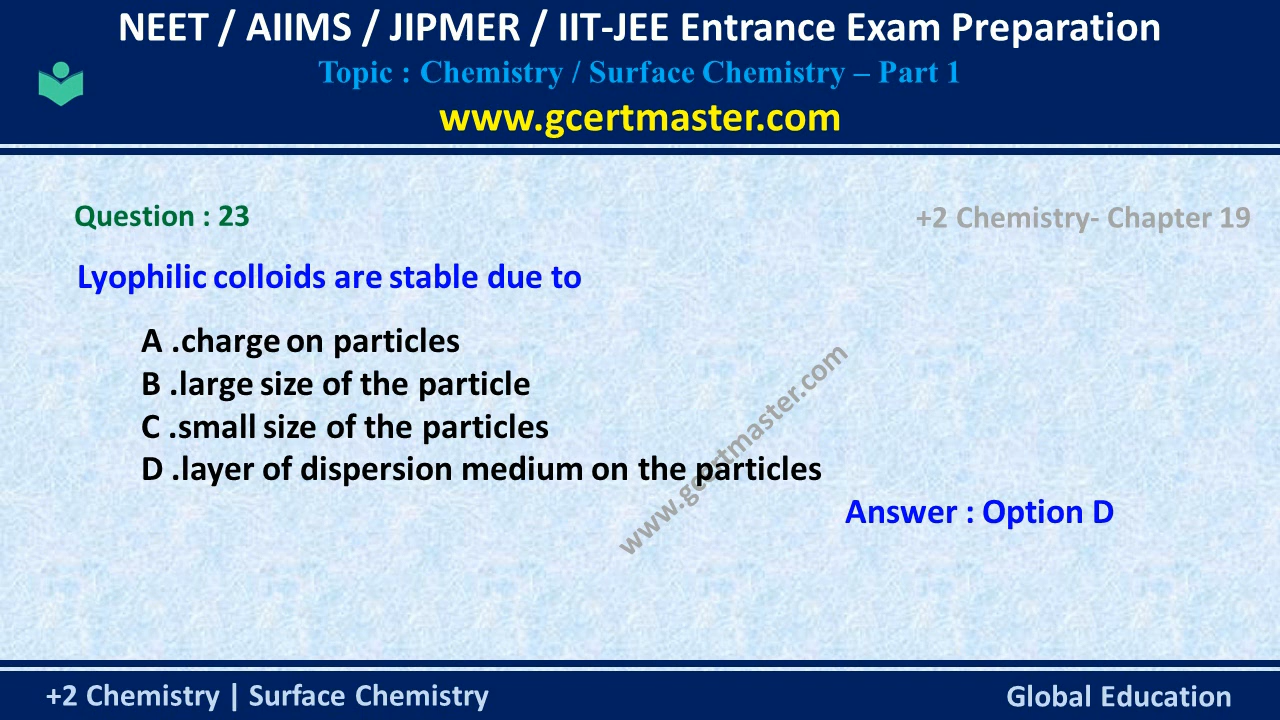 NEET / AIIMS / JIPMER / IIT-JEE Entrance Exam Preparation
Topic : Chemistry / Surface Chemistry – Part 1
www.gcertmaster.com
Question : 23
+2 Chemistry- Chapter 19
Lyophilic colloids are stable due to
A .charge on particles
B .large size of the particle
C .small size of the particles
D .layer of dispersion medium on the particles
www.gcertmaster.com
Answer : Option D
+2 Chemistry | Surface Chemistry
Global Education